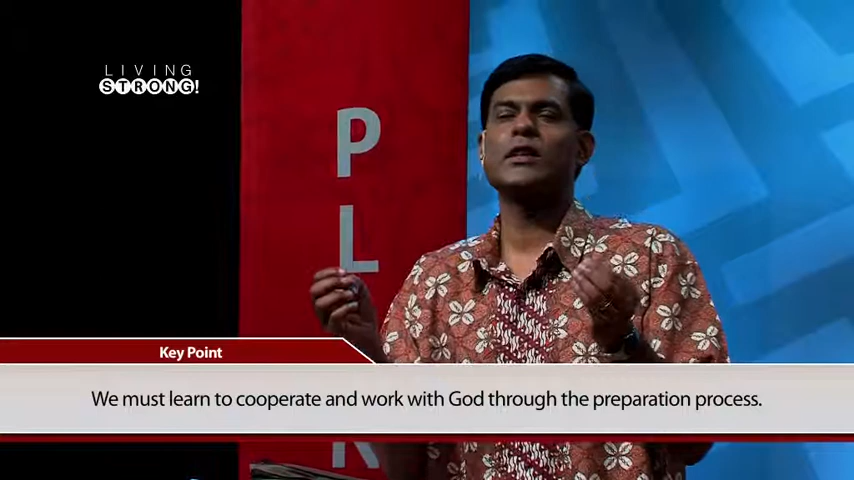 LIVING
STRONG!
P
L
Key Point
We must learn to cooperate and work with God through the preparation process.